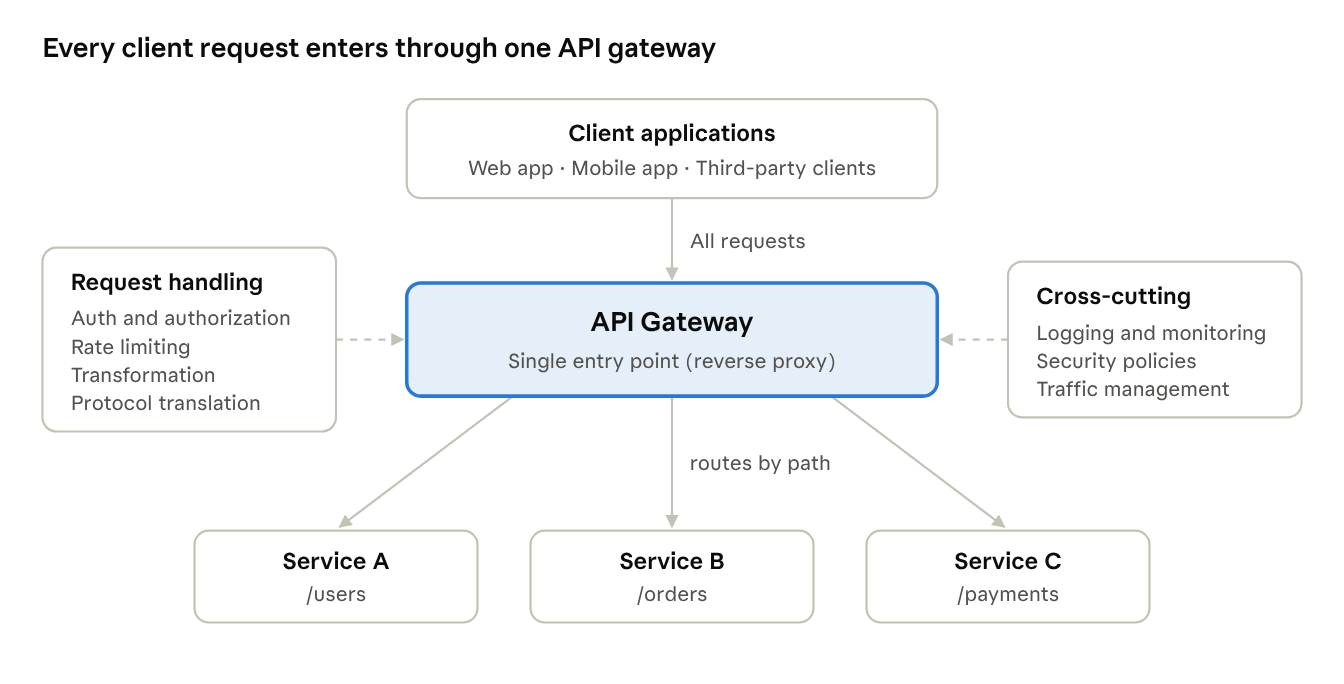 Every client request enters through one API gateway
Client applications
Web app · Mobile app · Third-party clients
All requests
Request handling
Auth and authorization
Rate limiting
Transformation
Protocol translation
API Gateway
Single entry point (reverse proxy)
Cross-cutting
Logging and monitoring
Security policies
Traffic management
routes by path
Service A
/users
Service B
/orders
Service C
/payments